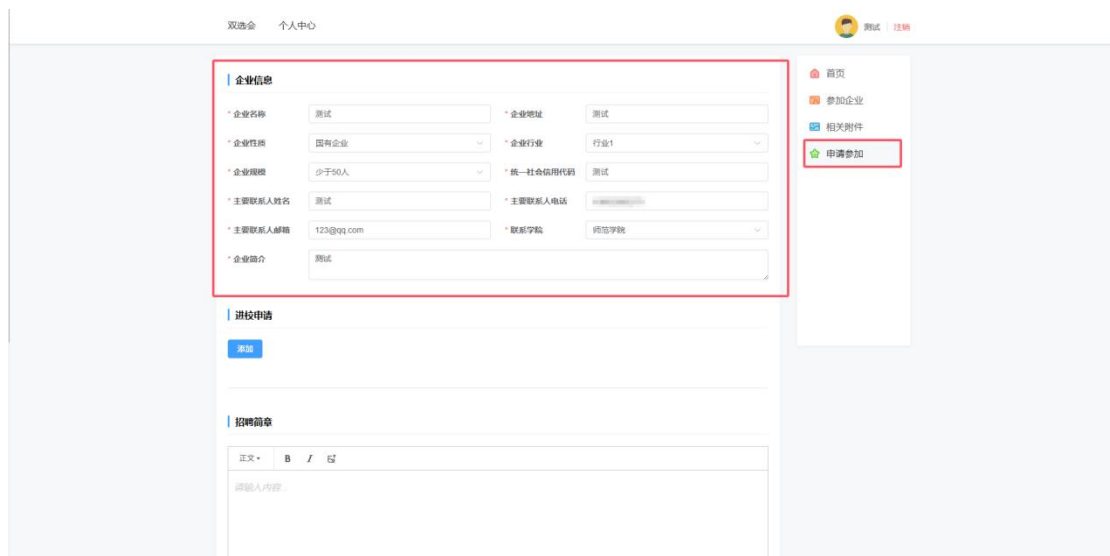 双选会 个人中心 测试 注销
企业信息
* 企业名称 测试 * 企业地址 测试
* 企业性质 国有企业 * 企业行业 行业1
* 企业规模 少于50人 * 统一社会信用代码 测试
* 主要联系人姓名 测试 * 主要联系人电话
* 主要联系人邮箱 123@qq.com * 联系学院 师范学院
* 企业简介 测试
进校申请
添加
招聘简章
正文 B I
请输入内容...
首页
参加企业
相关附件
申请参加